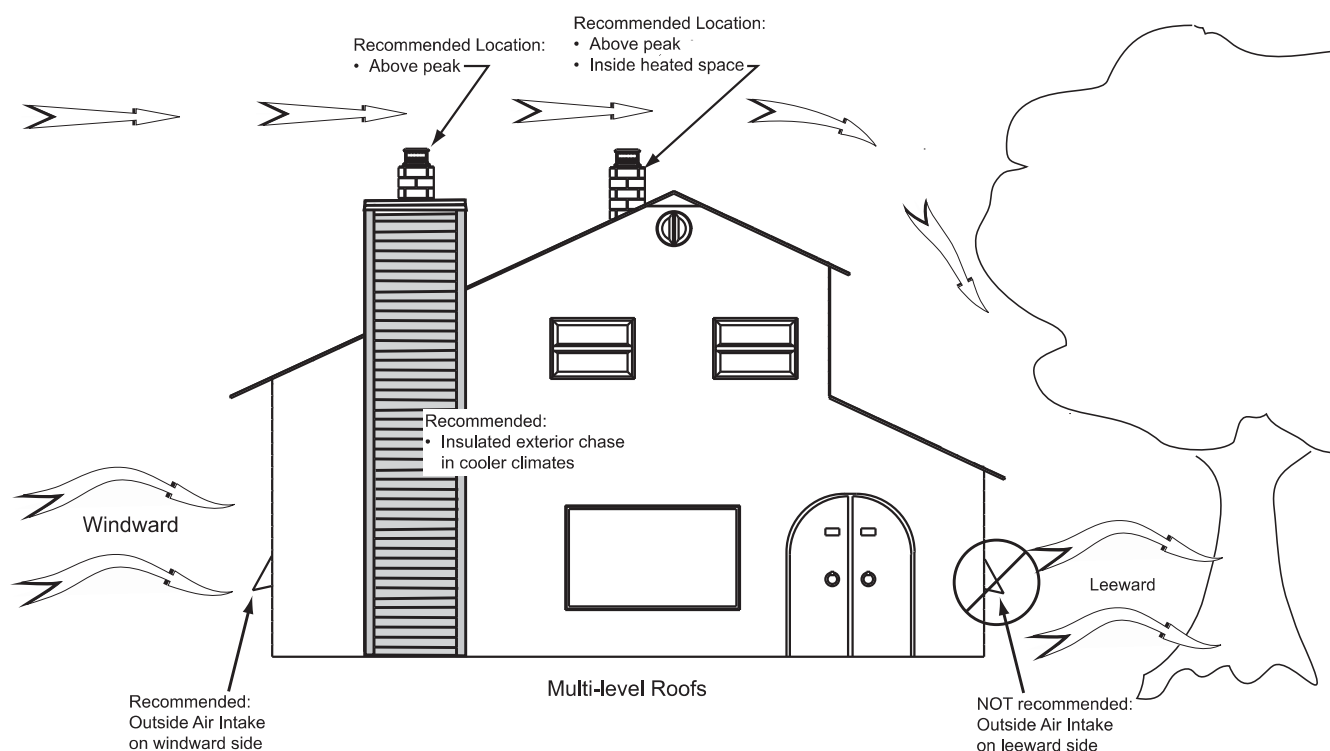 Recommended Location:
• Above peak
Recommended Location:
• Above peak
• Inside heated space
Recommended:
• Insulated exterior chase
in cooler climates
Windward
Leeward
Recommended:
Outside Air Intake
on windward side
Multi-level Roofs
NOT recommended:
Outside Air Intake
on leeward side